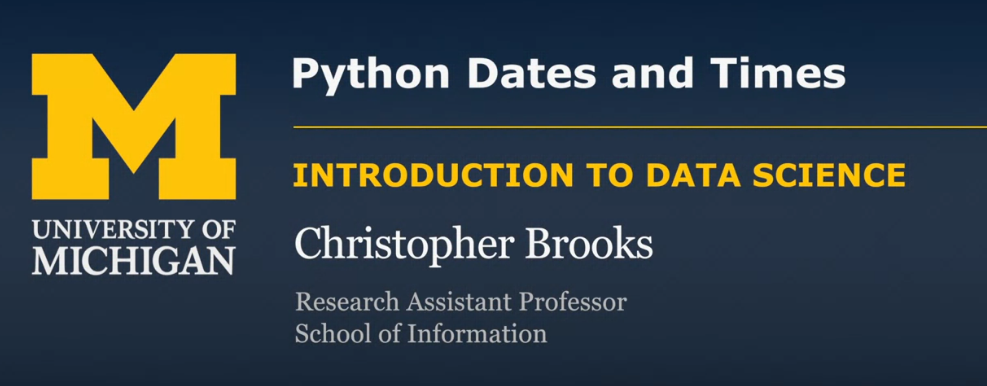 M
UNIVERSITY OF
MICHIGAN
Python Dates and Times
INTRODUCTION TO DATA SCIENCE
Christopher Brooks
Research Assistant Professor
School of Information